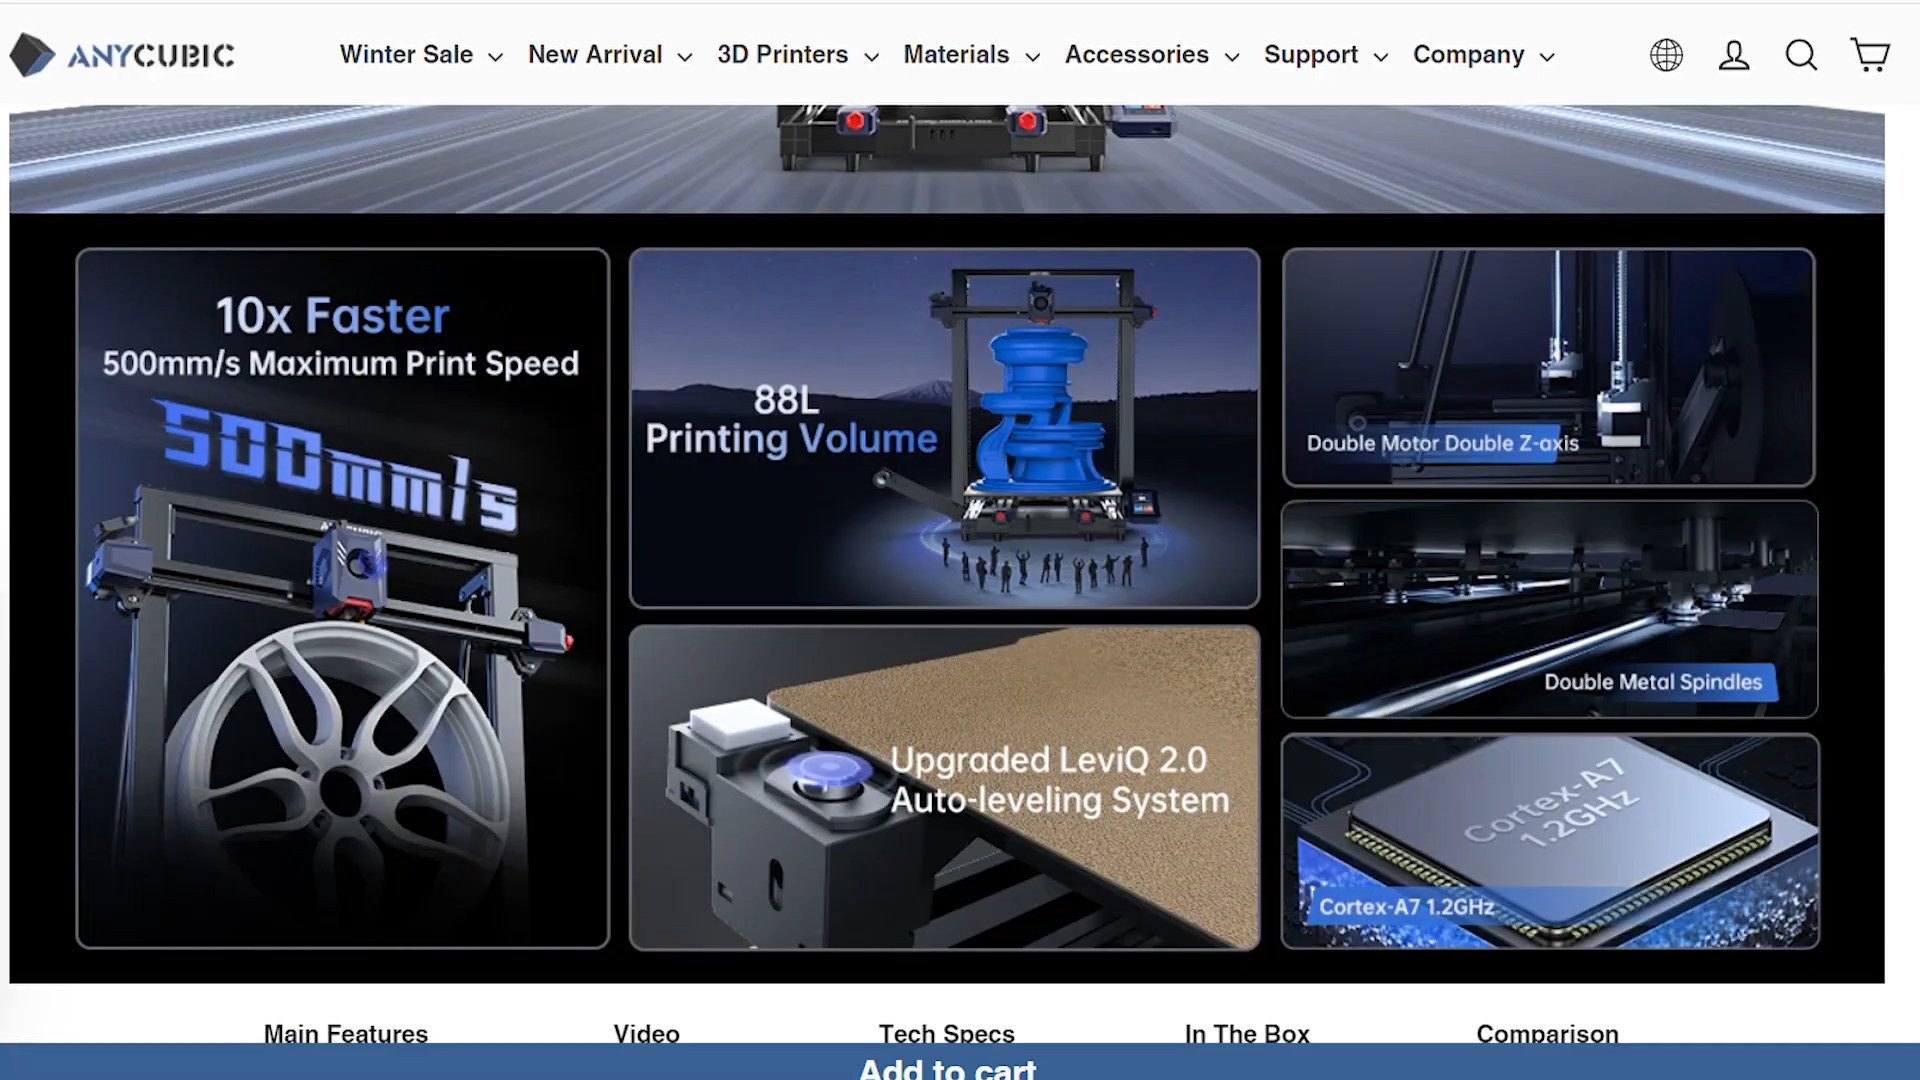 ANYCUBIC
Winter Sale
New Arrival
3D Printers
Materials
Accessories
Support
Company
10x Faster
500mm/s Maximum Print Speed
500mm/s
88L
Printing Volume
Upgraded LeviQ 2.0
Auto-leveling System
Double Motor Double Z-axis
Double Metal Spindles
Cortex-A7
1.2GHz
Cortex-A7 1.2GHz
Main Features
Video
Tech Specs
In The Box
Comparison
Add to cart